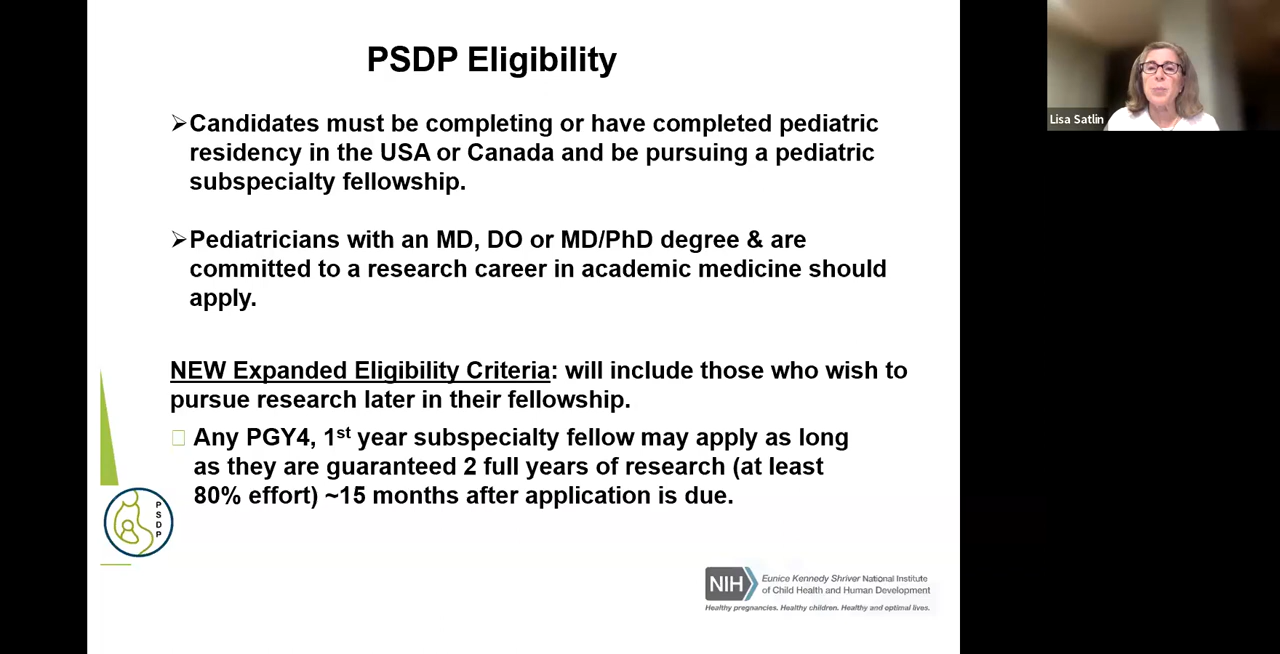 PSDP Eligibility
➢Candidates must be completing or have completed pediatric
residency in the USA or Canada and be pursuing a pediatric
subspecialty fellowship.
➢Pediatricians with an MD, DO or MD/PhD degree & are
committed to a research career in academic medicine should
apply.
NEW Expanded Eligibility Criteria: will include those who wish to
pursue research later in their fellowship.
Any PGY4, 1st year subspecialty fellow may apply as long
as they are guaranteed 2 full years of research (at least
80% effort) ~15 months after application is due.
PSDP
NIH
Eunice Kennedy Shriver National Institute
of Child Health and Human Development
Healthy pregnancies. Healthy children. Healthy and optimal lives.
Lisa Satlin